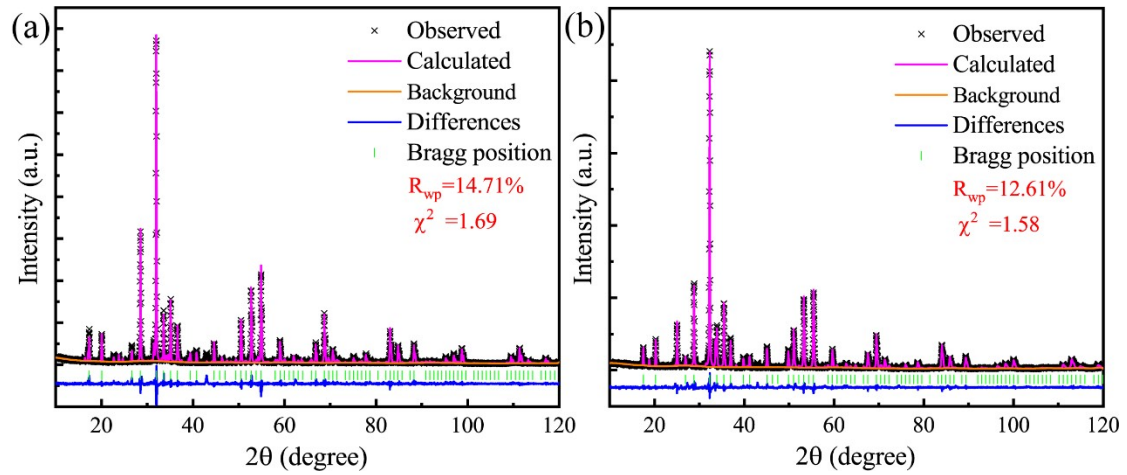 (a)
× Observed
Calculated
Background
Differences
Bragg position
R_wp=14.71%
χ² =1.69
Intensity (a.u.)
20 40 60 80 100 120
2θ (degree)
(b)
× Observed
Calculated
Background
Differences
Bragg position
R_wp=12.61%
χ² =1.58
Intensity (a.u.)
20 40 60 80 100 120
2θ (degree)